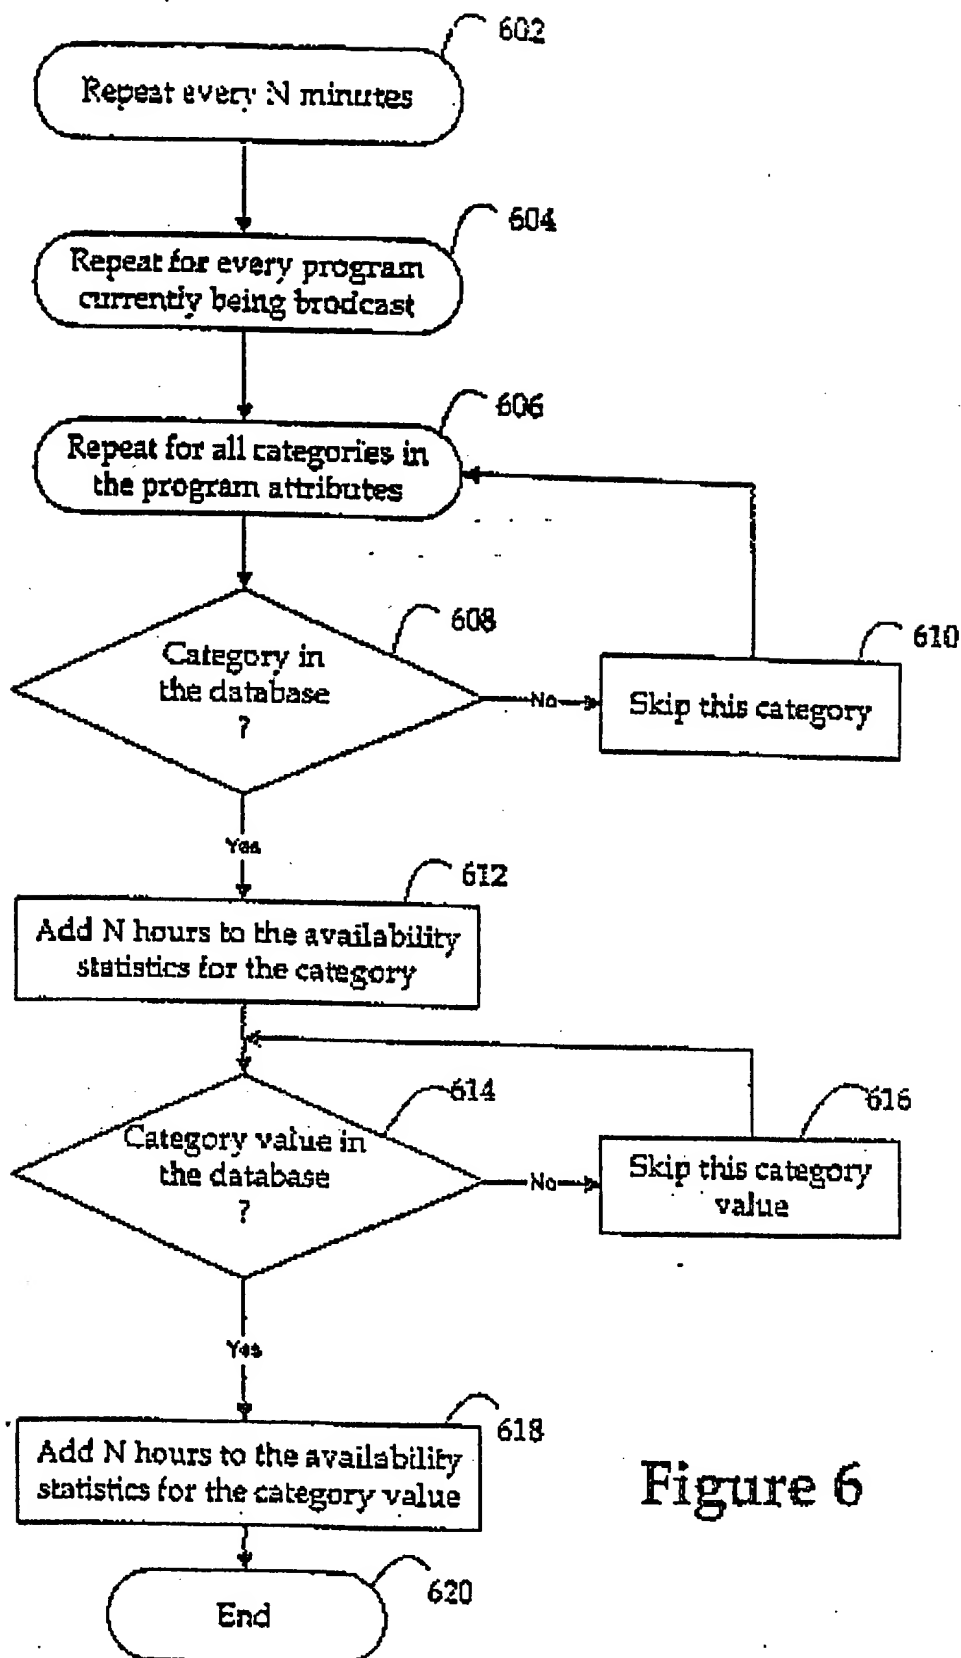 602
Repeat every N minutes
604
Repeat for every program
currently being brodcast
606
Repeat for all categories in
the program attributes
608
Category in
the database
?
No
610
Skip this category
Yes
612
Add N hours to the availability
statistics for the category
614
Category value in
the database
?
No
616
Skip this category
value
Yes
618
Add N hours to the availability
statistics for the category value
Figure 6
620
End